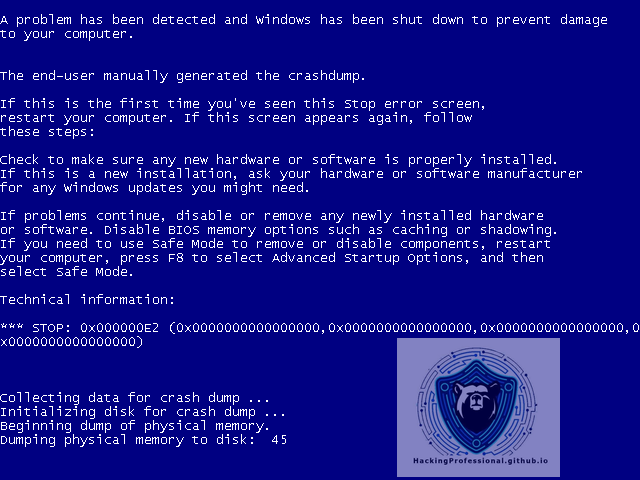 A problem has been detected and Windows has been shut down to prevent damage
to your computer.
The end-user manually generated the crashdump.
If this is the first time you've seen this Stop error screen,
restart your computer. If this screen appears again, follow
these steps:
Check to make sure any new hardware or software is properly installed.
If this is a new installation, ask your hardware or software manufacturer
for any Windows updates you might need.
If problems continue, disable or remove any newly installed hardware
or software. Disable BIOS memory options such as caching or shadowing.
If you need to use Safe Mode to remove or disable components, restart
your computer, press F8 to select Advanced Startup Options, and then
select Safe Mode.
Technical information:
*** STOP: 0x000000E2 (0x0000000000000000,0x0000000000000000,0x0000000000000000,0
x0000000000000000)
Collecting data for crash dump ...
Initializing disk for crash dump ...
Beginning dump of physical memory.
Dumping physical memory to disk:  45
HackingProfessional.github.io